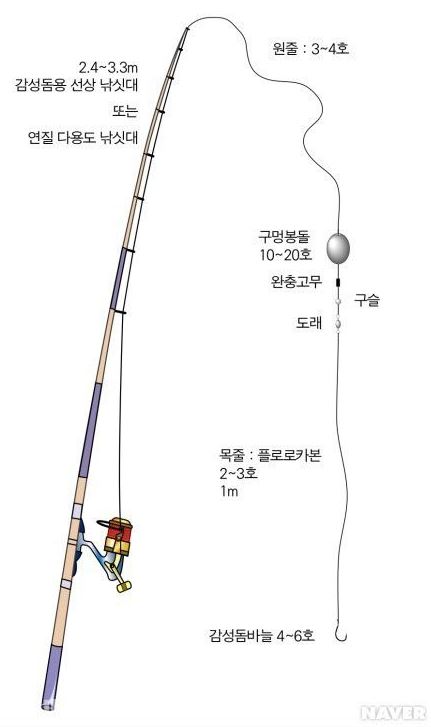 원줄 : 3~4호
2.4~3.3m
감성돔용 선상 낚싯대
또는
연질 다용도 낚싯대
구멍봉돌
10~20호
완충고무
구슬
도래
목줄 : 플로로카본
2~3호
1m
감성돔바늘 4~6호
NAVER